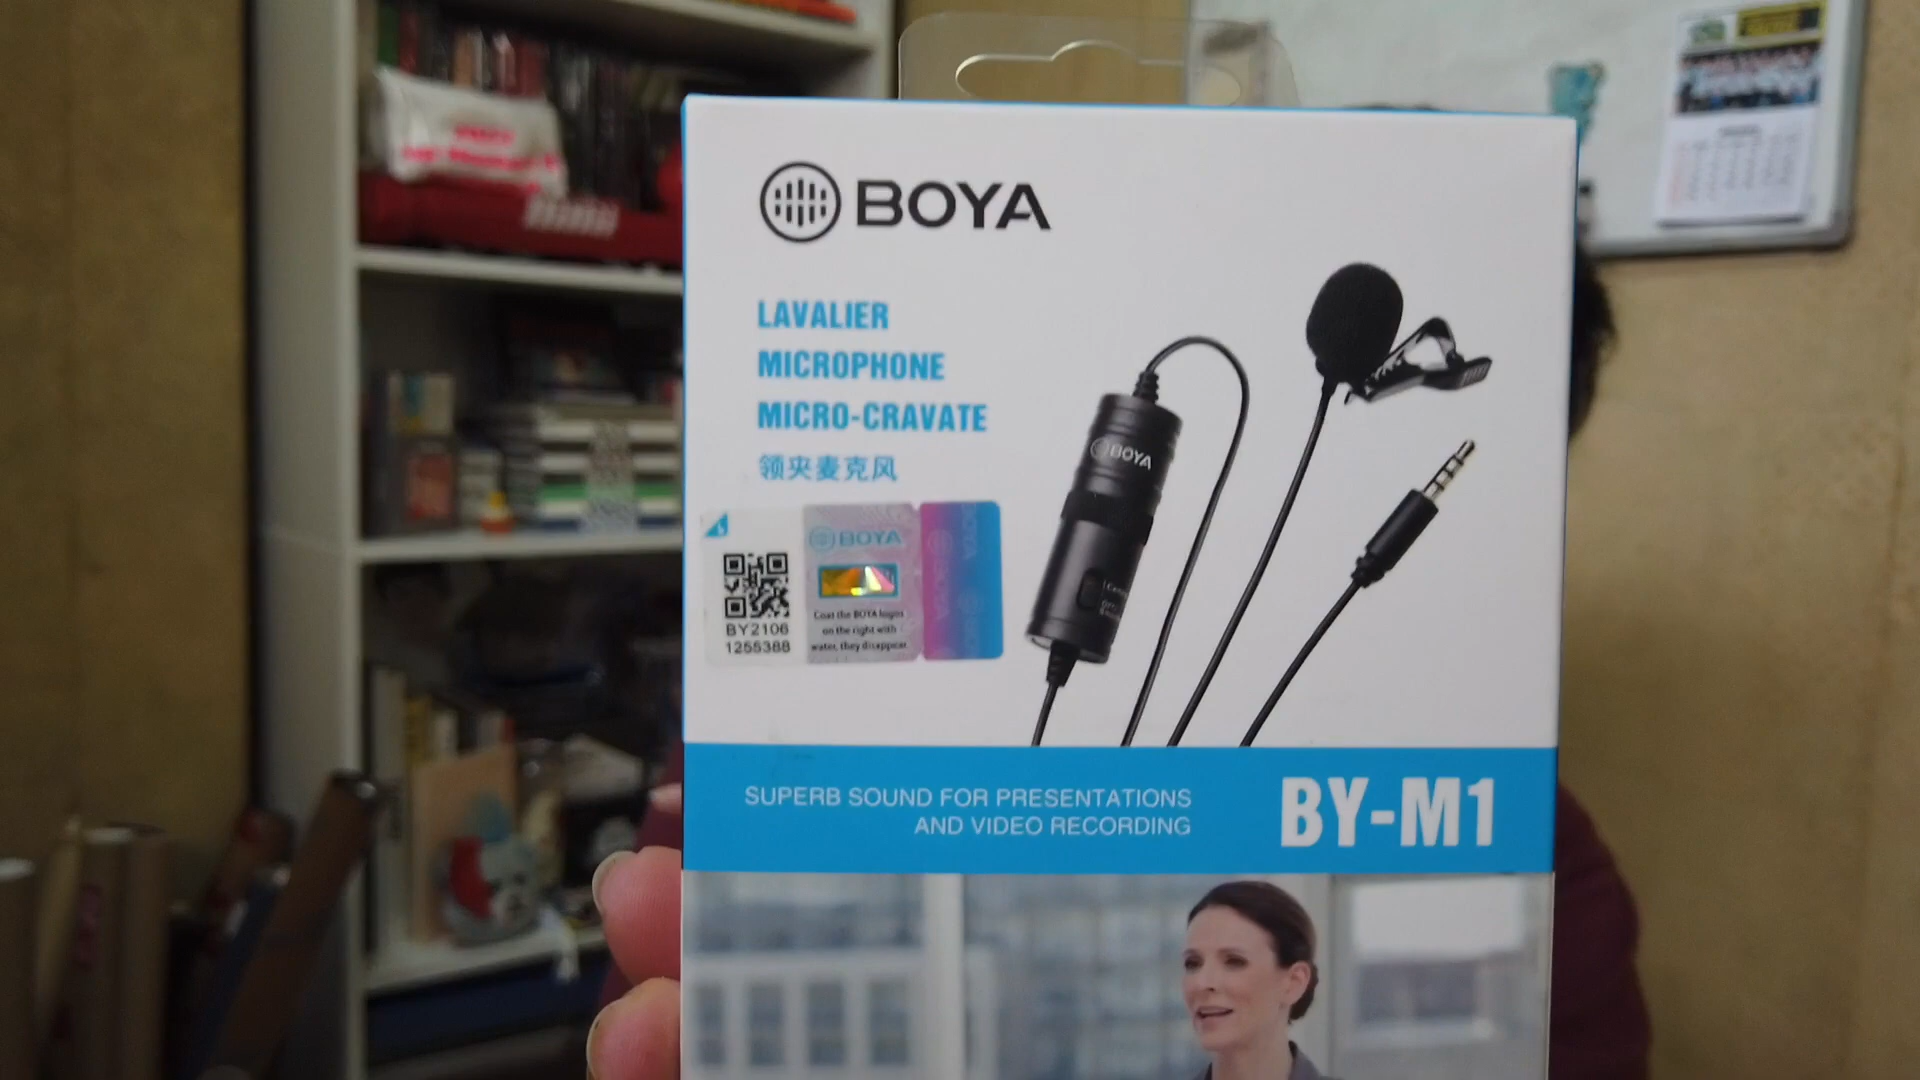 BOYA
LAVALIER
MICROPHONE
MICRO-CRAVATE
领夹麦克风
BOYA
BOYA
BY2106
1255388
Coat the BOYA logos
on the right with
water, they disappear.
SUPERB SOUND FOR PRESENTATIONS
AND VIDEO RECORDING
BY-M1